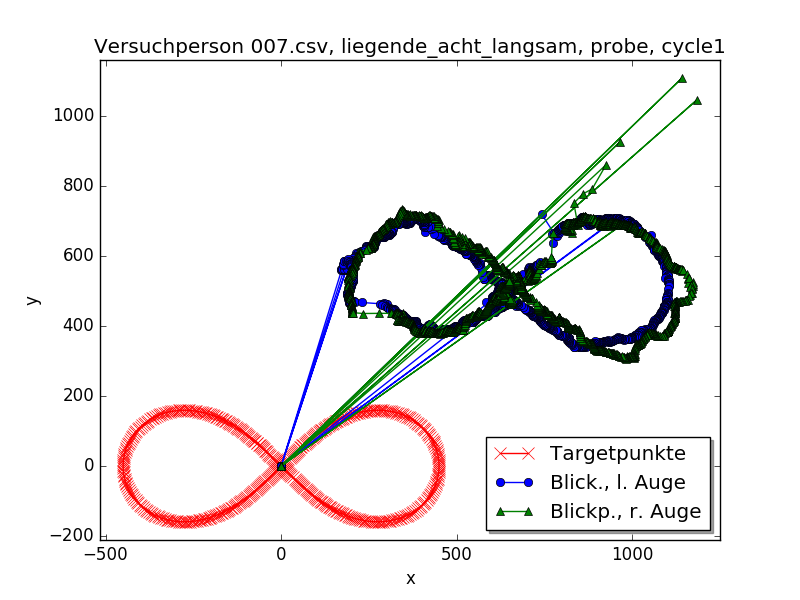 Versuchperson 007.csv, liegende_acht_langsam, probe, cycle1
1000
800
600
400
200
0
−200
y
−500
0
500
1000
x
Targetpunkte
Blick., l. Auge
Blickp., r. Auge